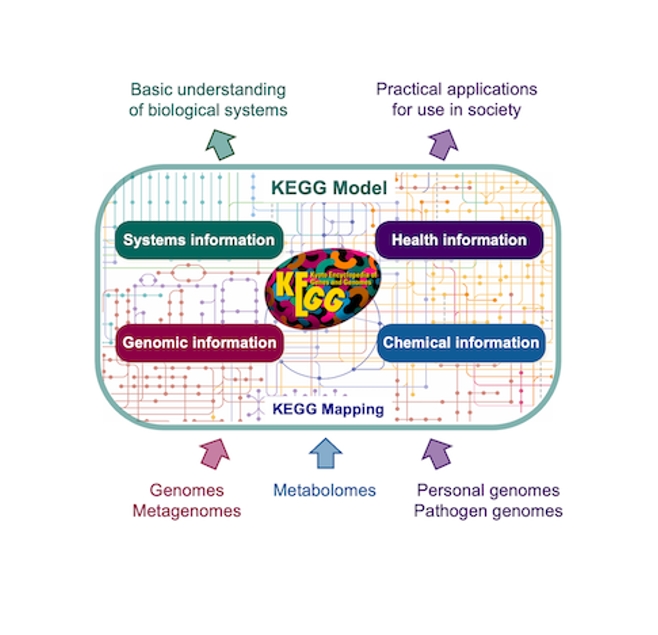 Basic understanding
of biological systems
Practical applications
for use in society
KEGG Model
Systems information
Health information
KEGG
Kyoto Encyclopedia of
Genes and Genomes
Genomic information
Chemical information
KEGG Mapping
Genomes
Metagenomes
Metabolomes
Personal genomes
Pathogen genomes